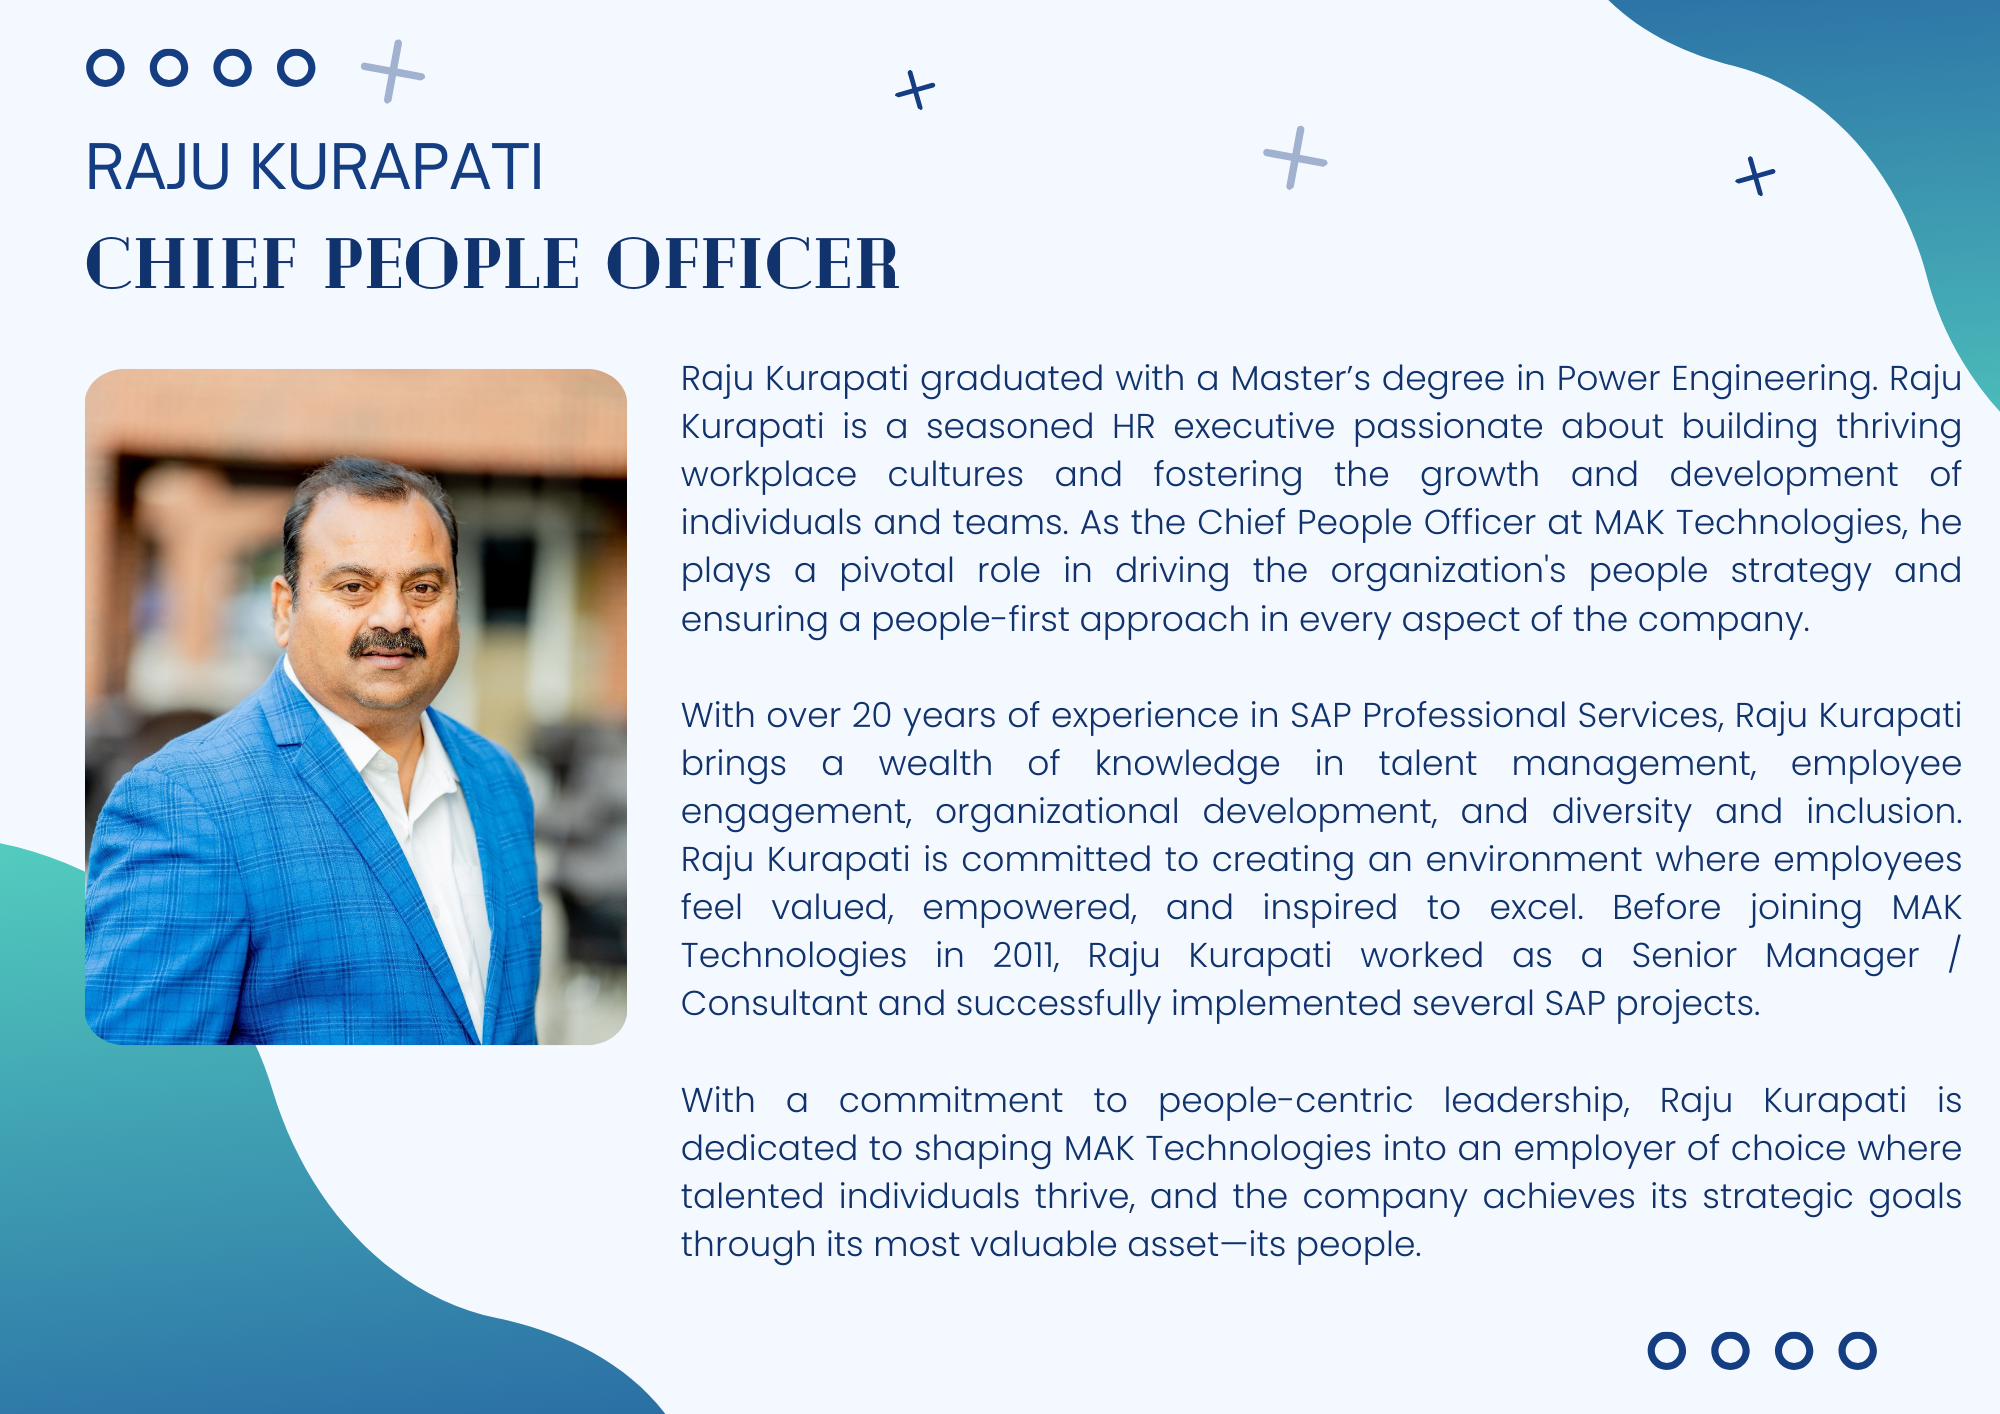 RAJU KURAPATI
CHIEF PEOPLE OFFICER
Raju Kurapati graduated with a Master’s degree in Power Engineering. Raju
Kurapati is a seasoned HR executive passionate about building thriving
workplace cultures and fostering the growth and development of
individuals and teams. As the Chief People Officer at MAK Technologies, he
plays a pivotal role in driving the organization's people strategy and
ensuring a people-first approach in every aspect of the company.
With over 20 years of experience in SAP Professional Services, Raju Kurapati
brings a wealth of knowledge in talent management, employee
engagement, organizational development, and diversity and inclusion.
Raju Kurapati is committed to creating an environment where employees
feel valued, empowered, and inspired to excel. Before joining MAK
Technologies in 2011, Raju Kurapati worked as a Senior Manager /
Consultant and successfully implemented several SAP projects.
With a commitment to people-centric leadership, Raju Kurapati is
dedicated to shaping MAK Technologies into an employer of choice where
talented individuals thrive, and the company achieves its strategic goals
through its most valuable asset—its people.